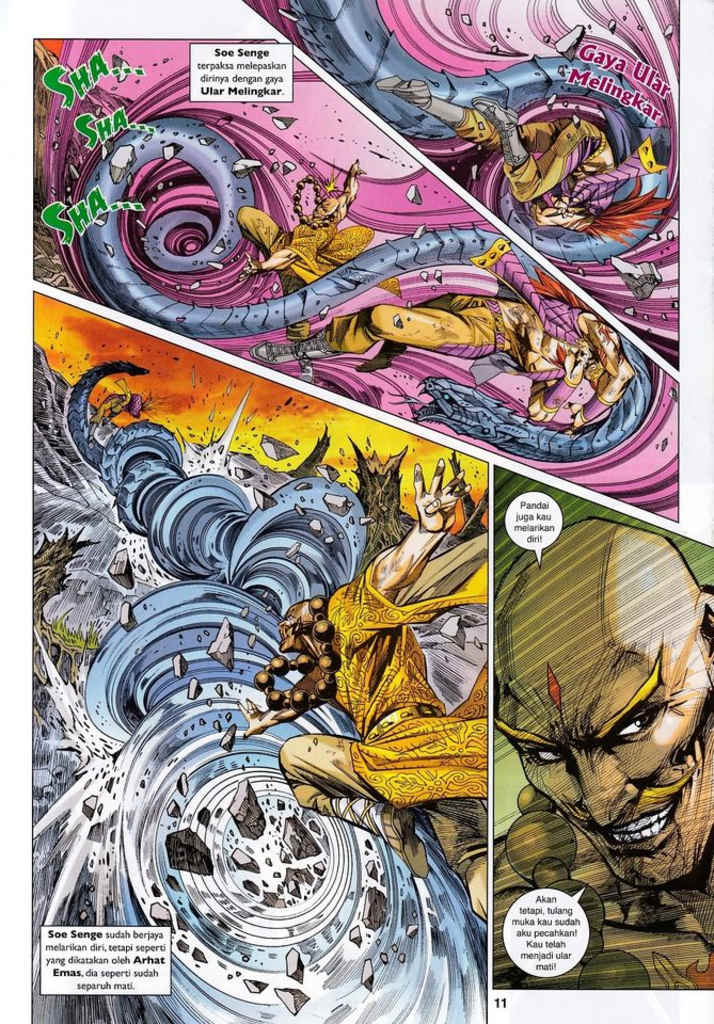 Soe Senge
terpaksa melepaskan
dirinya dengan gaya
Ular Melingkar.
SHA...
SHA...
SHA...
Gaya Ular
Melingkar
Pandai
juga kau
melarikan
diri!
Akan
tetapi, tulang
muka kau sudah
aku pecahkan!
Kau telah
menjadi ular
mati!
Soe Senge sudah berjaya
melarikan diri, tetapi seperti
yang dikatakan oleh Arhat
Emas, dia seperti sudah
separuh mati.
11